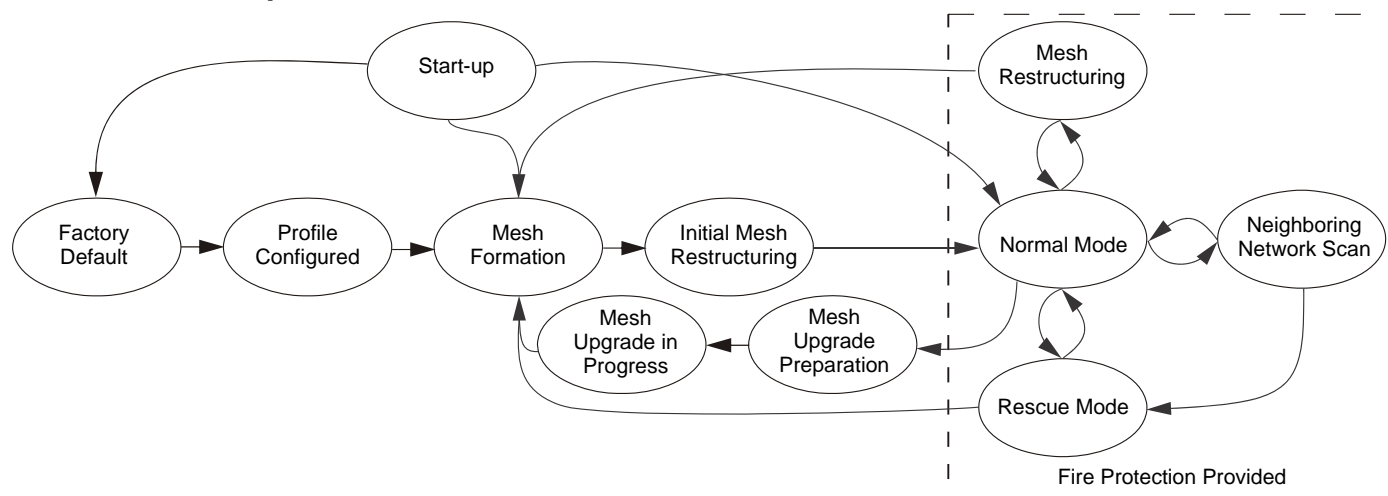 Start-up
Mesh
Restructuring
Factory
Default
Profile
Configured
Mesh
Formation
Initial Mesh
Restructuring
Normal Mode
Neighboring
Network Scan
Mesh
Upgrade in
Progress
Mesh
Upgrade
Preparation
Rescue Mode
Fire Protection Provided